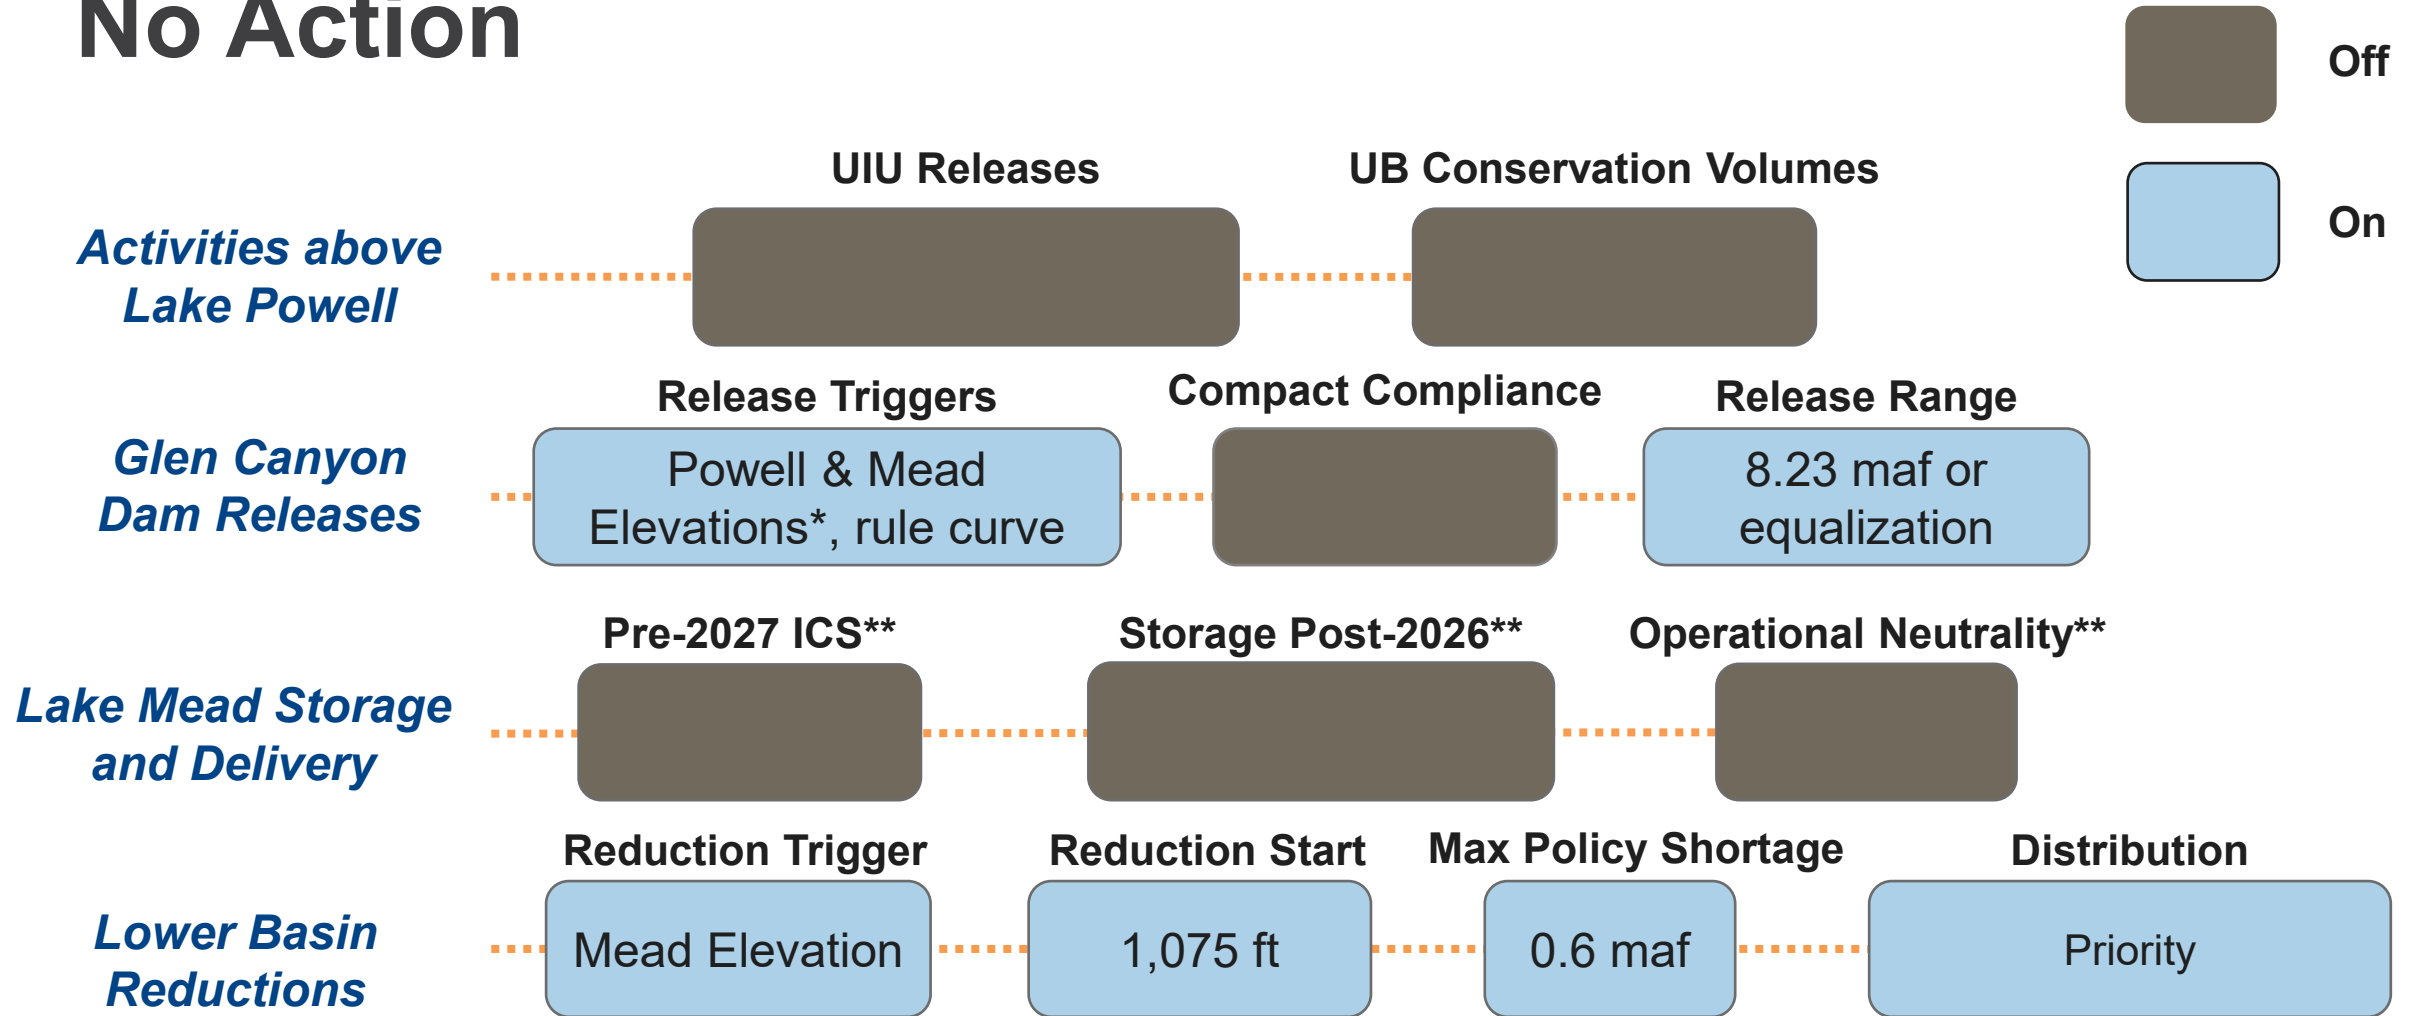 No Action
Off
On
UIU Releases
UB Conservation Volumes
Activities above
Lake Powell
Release Triggers
Compact Compliance
Release Range
Glen Canyon
Dam Releases
Powell & Mead
Elevations*, rule curve
8.23 maf or
equalization
Pre-2027 ICS**
Storage Post-2026**
Operational Neutrality**
Lake Mead Storage
and Delivery
Reduction Trigger
Reduction Start
Max Policy Shortage
Distribution
Lower Basin
Reductions
Mead Elevation
1,075 ft
0.6 maf
Priority